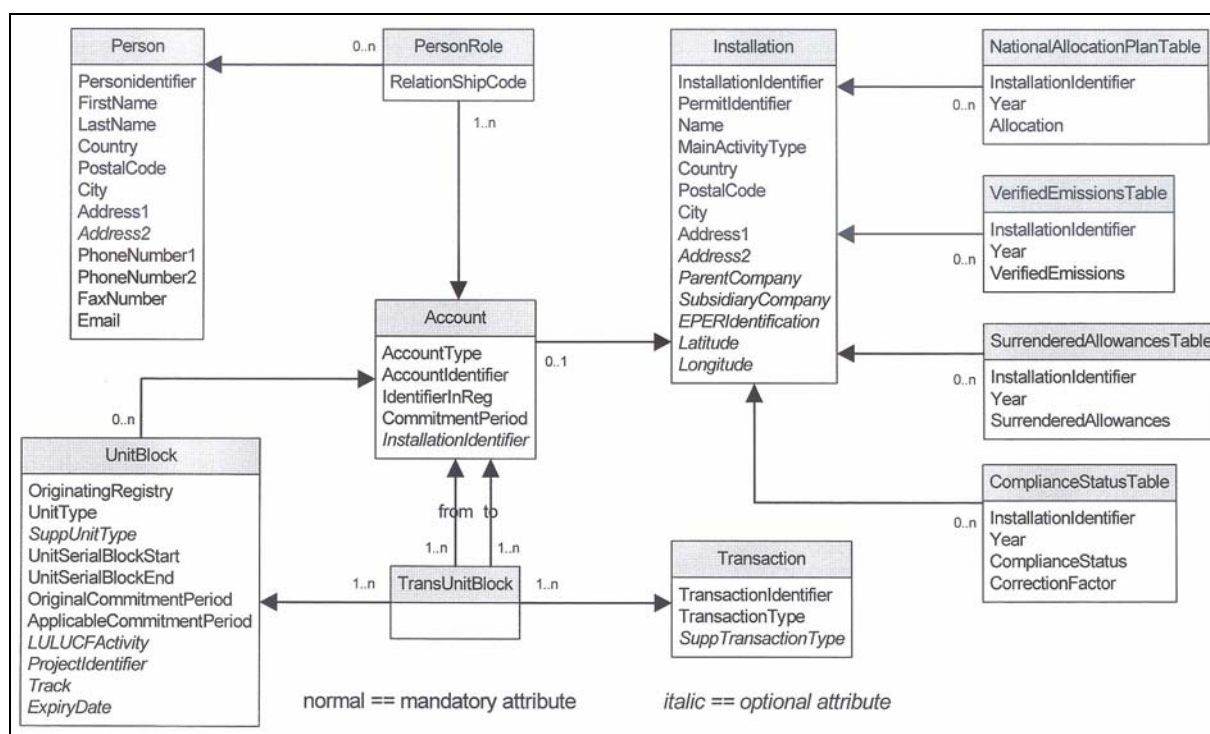 Person
Personidentifier
FirstName
LastName
Country
PostalCode
City
Address1
Address2
PhoneNumber1
PhoneNumber2
FaxNumber
Email
0..n
PersonRole
RelationShipCode
1..n
Installation
InstallationIdentifier
PermitIdentifier
Name
MainActivityType
Country
PostalCode
City
Address1
Address2
ParentCompany
SubsidiaryCompany
EPERIdentification
Latitude
Longitude
NationalAllocationPlanTable
InstallationIdentifier
Year
Allocation
0..n
VerifiedEmissionsTable
InstallationIdentifier
Year
VerifiedEmissions
0..n
SurrenderedAllowancesTable
InstallationIdentifier
Year
SurrenderedAllowances
0..n
ComplianceStatusTable
InstallationIdentifier
Year
ComplianceStatus
CorrectionFactor
0..n
Account
AccountType
AccountIdentifier
IdentifierInReg
CommitmentPeriod
InstallationIdentifier
0..1
0..n
UnitBlock
OriginatingRegistry
UnitType
SuppUnitType
UnitSerialBlockStart
UnitSerialBlockEnd
OriginalCommitmentPeriod
ApplicableCommitmentPeriod
LULUCFActivity
ProjectIdentifier
Track
ExpiryDate
from to
1..n 1..n
1..n
TransUnitBlock
1..n
Transaction
TransactionIdentifier
TransactionType
SuppTransactionType
normal == mandatory attribute
italic == optional attribute